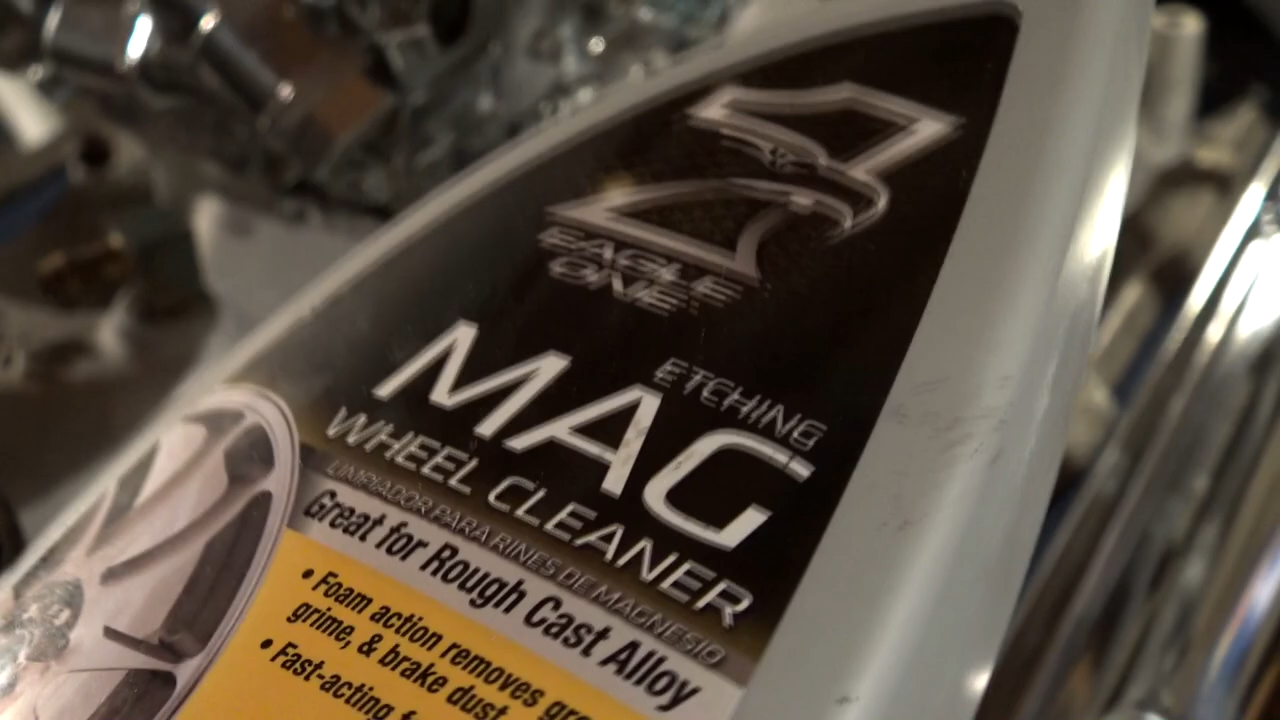 EAGLE
ONE
ETCHING
MAG
WHEEL CLEANER
LIMPIADOR PARA RINES DE MAGNESIO
Great for Rough Cast Alloy
• Foam action removes
grime, & brake dust
• Fast-acting